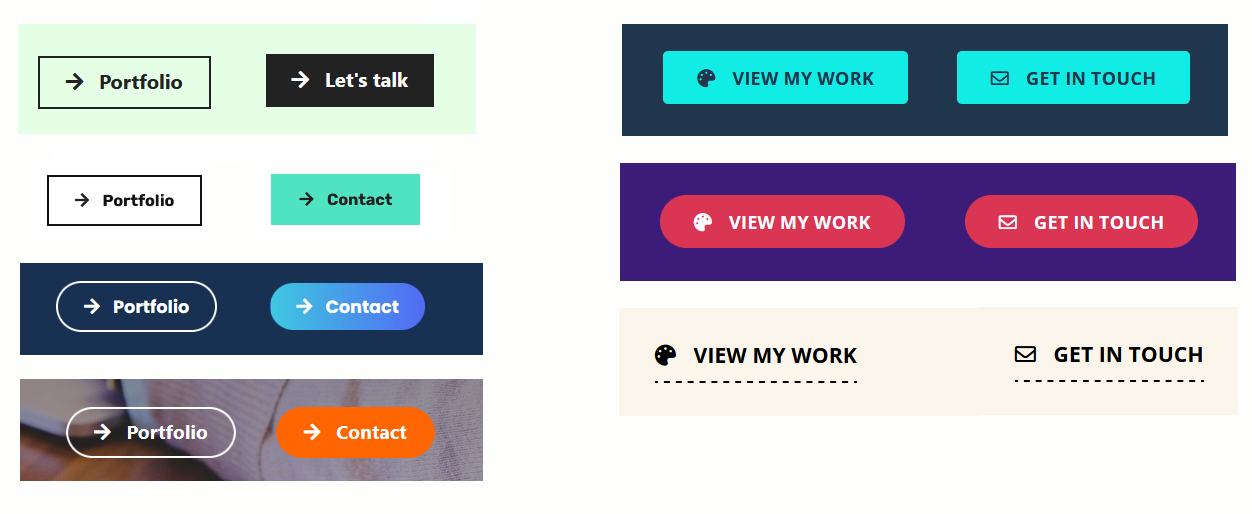 Portfolio
Let's talk
Portfolio
Contact
Portfolio
Contact
Portfolio
Contact
VIEW MY WORK
GET IN TOUCH
VIEW MY WORK
GET IN TOUCH
VIEW MY WORK
GET IN TOUCH